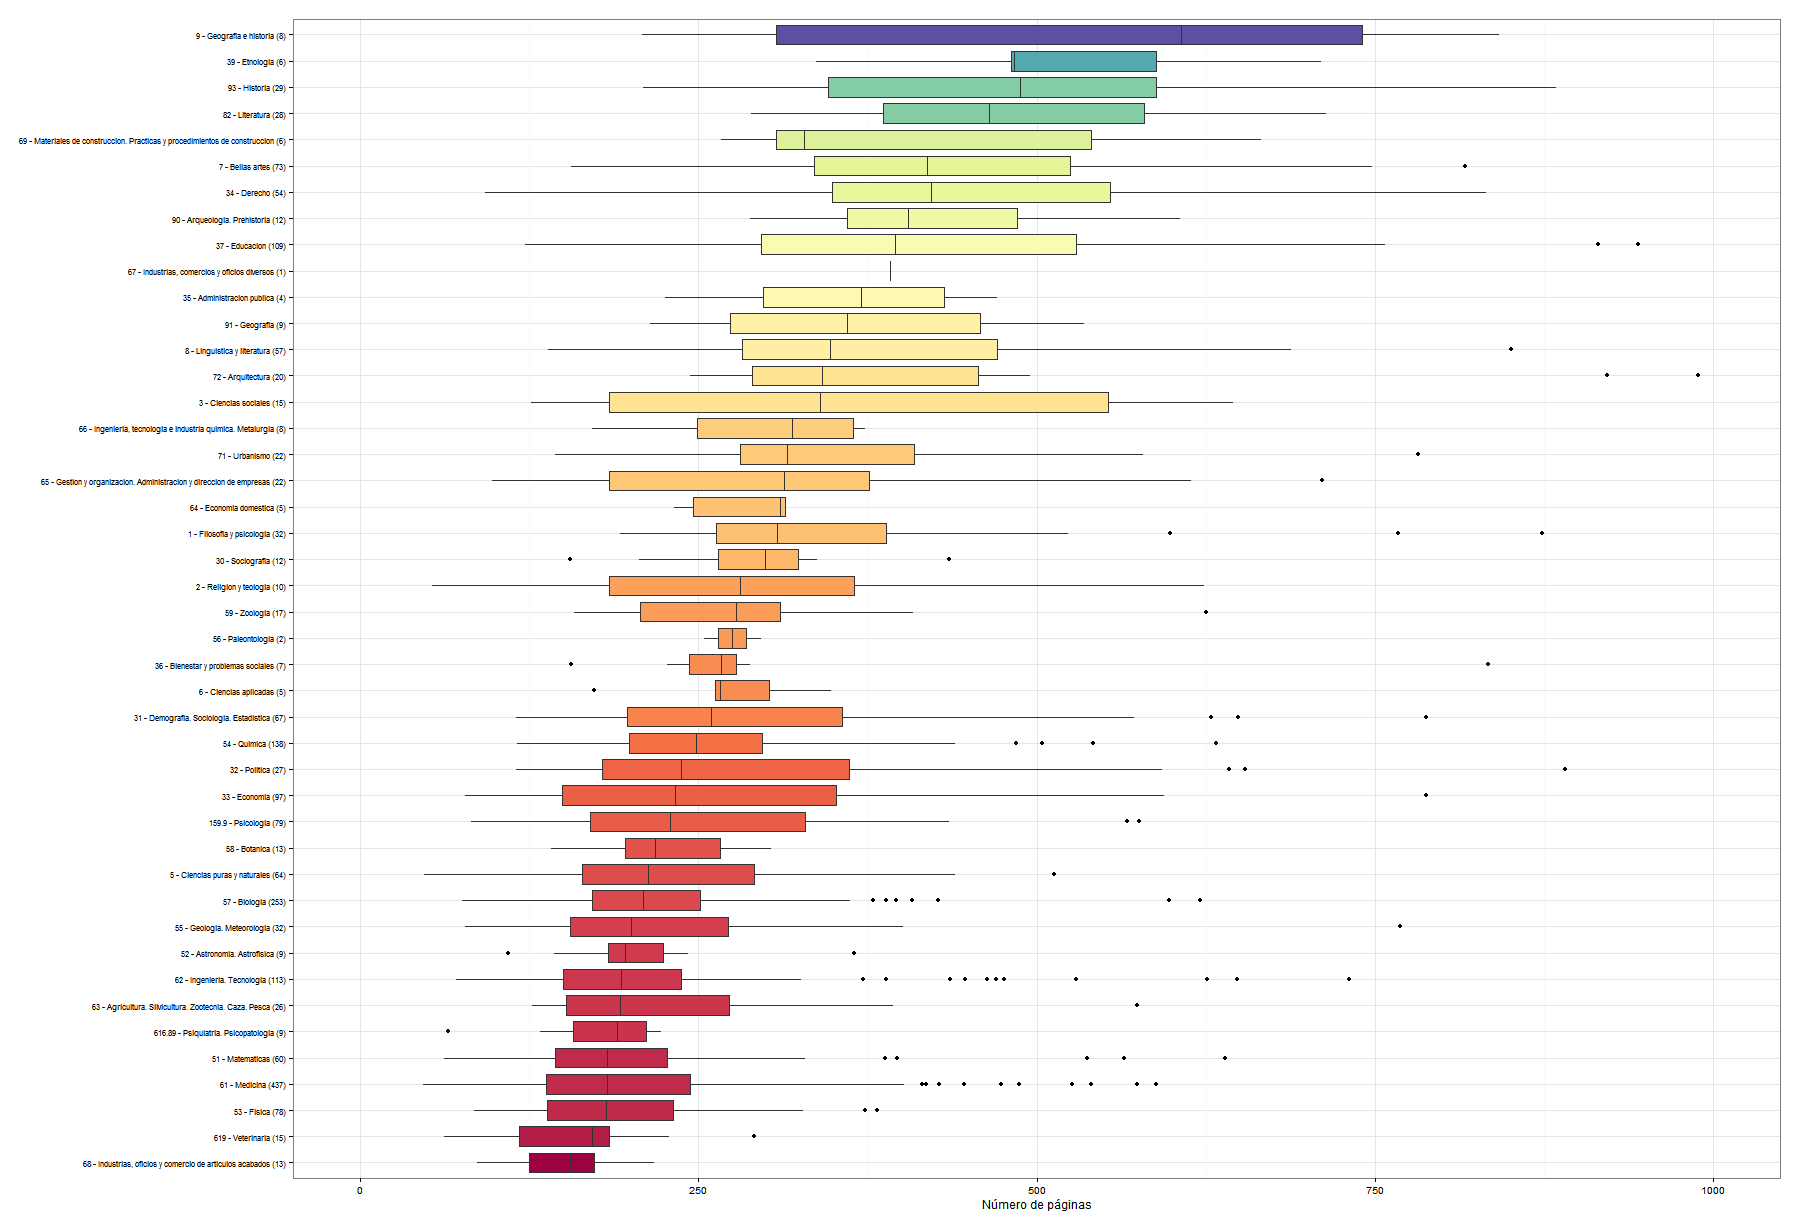 9 - Geografia e historia (8)
39 - Etnologia (6)
93 - Historia (29)
82 - Literatura (28)
69 - Materiales de construccion. Practicas y procedimientos de construccion (6)
7 - Bellas artes (73)
34 - Derecho (54)
90 - Arqueologia. Prehistoria (12)
37 - Educacion (109)
67 - Industrias, comercios y oficios diversos (1)
35 - Administracion publica (4)
91 - Geografia (9)
8 - Linguistica y literatura (57)
72 - Arquitectura (20)
3 - Ciencias sociales (15)
66 - Ingenieria, tecnologia e industria quimica. Metalurgia (8)
71 - Urbanismo (22)
65 - Gestion y organizacion. Administracion y direccion de empresas (22)
64 - Economia domestica (5)
1 - Filosofia y psicologia (32)
30 - Sociografia (12)
2 - Religion y teologia (10)
59 - Zoologia (17)
56 - Paleontologia (2)
36 - Bienestar y problemas sociales (7)
6 - Ciencias aplicadas (5)
31 - Demografia. Sociologia. Estadistica (67)
54 - Quimica (138)
32 - Politica (27)
33 - Economia (97)
159.9 - Psicologia (79)
58 - Botanica (13)
5 - Ciencias puras y naturales (64)
57 - Biologia (253)
55 - Geologia. Meteorologia (32)
52 - Astronomia. Astrofisica (9)
62 - Ingenieria. Tecnologia (113)
63 - Agricultura. Silvicultura. Zootecnia. Caza. Pesca (26)
616.89 - Psiquiatria. Psicopatologia (9)
51 - Matematicas (60)
61 - Medicina (437)
53 - Fisica (78)
619 - Veterinaria (15)
68 - Industrias, oficios y comercio de articulos acabados (13)
0 250 500 750 1000
Número de páginas